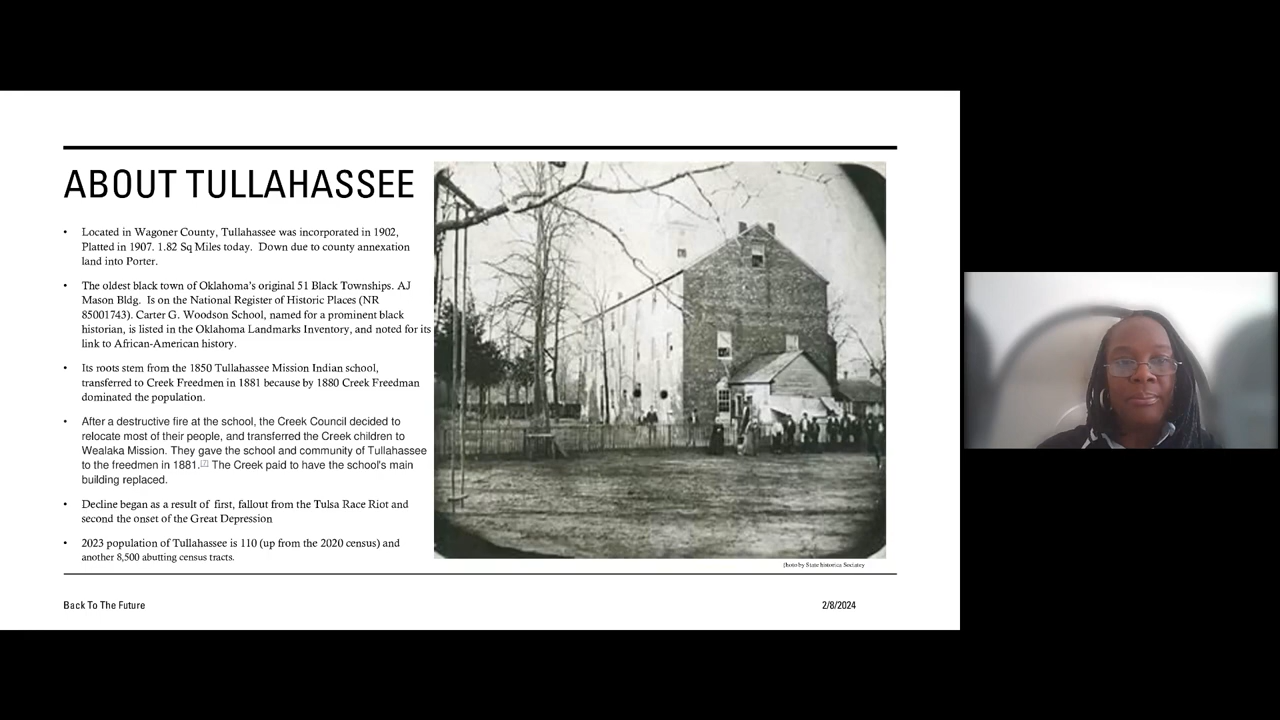 ABOUT TULLAHASSEE
• Located in Wagoner County, Tullahassee was incorporated in 1902,
Platted in 1907. 1.82 Sq Miles today. Down due to county annexation
land into Porter.
• The oldest black town of Oklahoma's original 51 Black Townships. AJ
Mason Bldg. Is on the National Register of Historic Places (NR
85001743). Carter G. Woodson School, named for a prominent black
historian, is listed in the Oklahoma Landmarks Inventory, and noted for its
link to African-American history.
• Its roots stem from the 1850 Tullahassee Mission Indian school,
transferred to Creek Freedmen in 1881 because by 1880 Creek Freedman
dominated the population.
• After a destructive fire at the school, the Creek Council decided to
relocate most of their people, and transferred the Creek children to
Wealaka Mission. They gave the school and community of Tullahassee
to the freedmen in 1881.[7] The Creek paid to have the school's main
building replaced.
• Decline began as a result of first, fallout from the Tulsa Race Riot and
second the onset of the Great Depression
• 2023 population of Tullahassee is 110 (up from the 2020 census) and
another 8,500 abutting census tracts.
Photo by State historica Sociatey
Back To The Future
2/8/2024